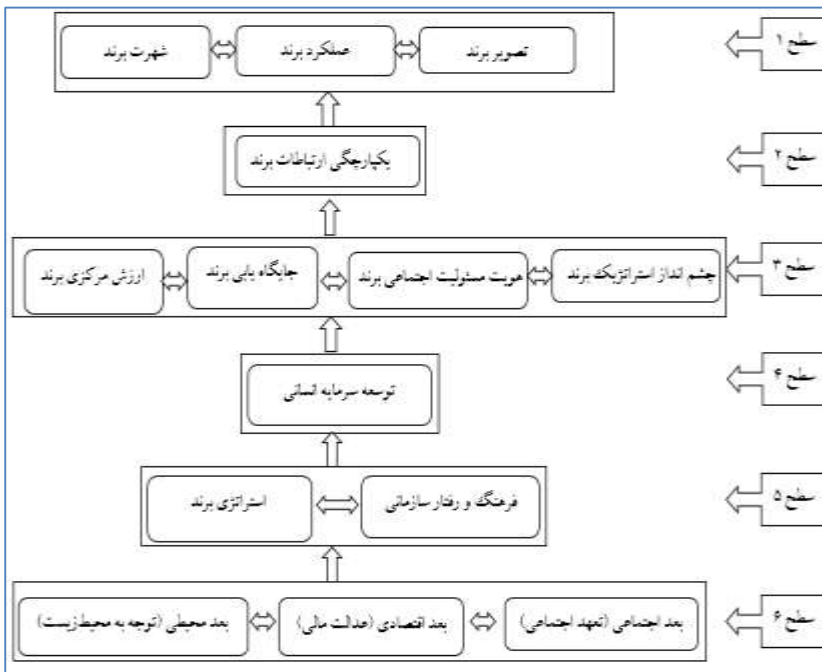 سطح ۱
تصویر برند
عملکرد برند
شهرت برند
سطح ۲
یکپارچگی ارتباطات برند
سطح ۳
چشم انداز استراتژیک برند
هویت مسئولیت اجتماعی برند
جایگاه یابی برند
ارزش مرکزی برند
سطح ۴
توسعه سرمایه انسانی
سطح ۵
فرهنگ و رفتار سازمانی
استراتژی برند
سطح ۶
بعد اجتماعی (تعهد اجتماعی)
بعد اقتصادی (عدالت مالی)
بعد محیطی (توجه به محیط‌زیست)